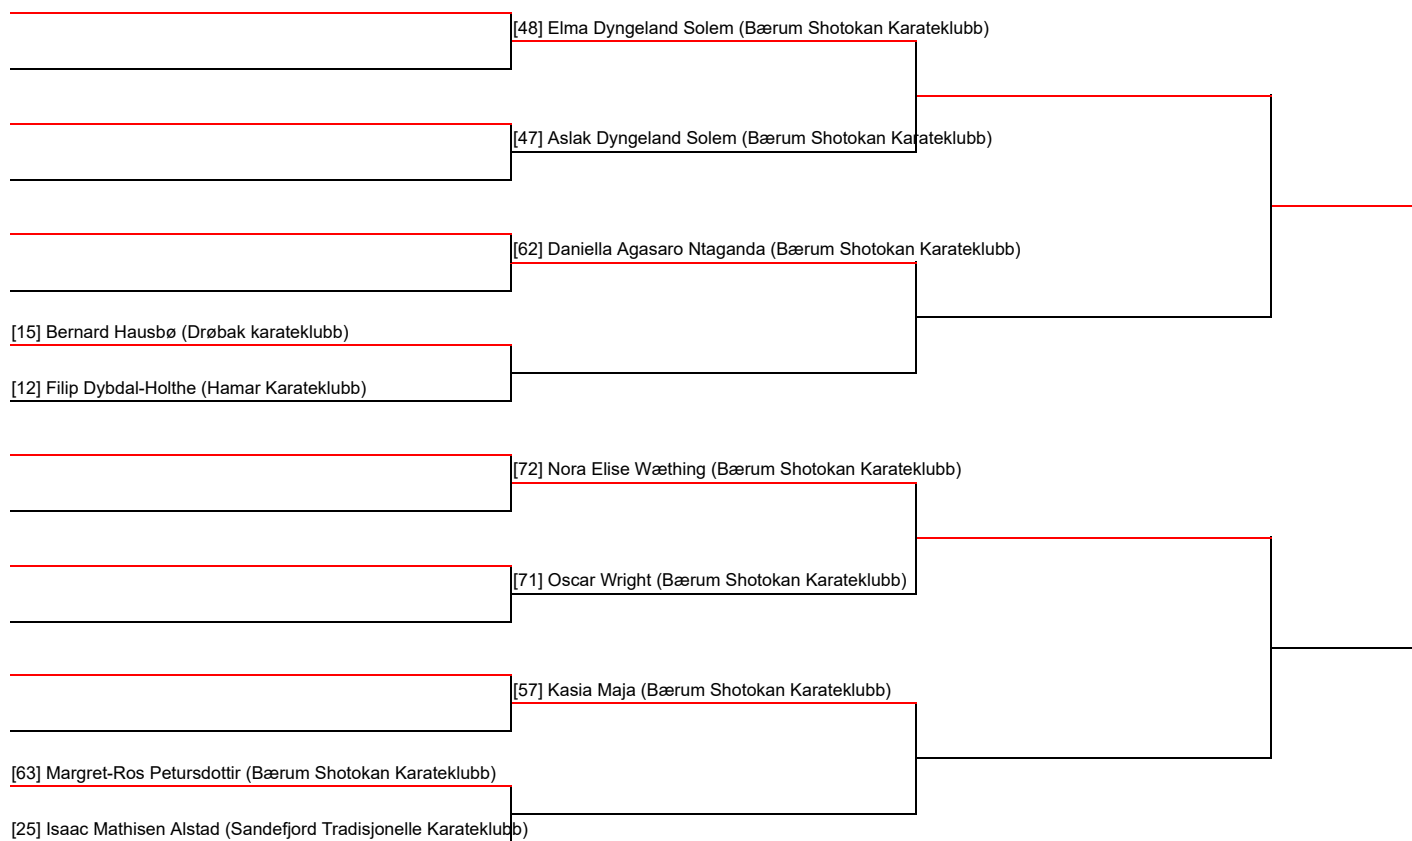 [48] Elma Dyngeland Solem (Bærum Shotokan Karateklubb)
[47] Aslak Dyngeland Solem (Bærum Shotokan Karateklubb)
[62] Daniella Agasaro Ntaganda (Bærum Shotokan Karateklubb)
[15] Bernard Hausbø (Drøbak karateklubb)
[12] Filip Dybdal-Holthe (Hamar Karateklubb)
[72] Nora Elise Wæthing (Bærum Shotokan Karateklubb)
[71] Oscar Wright (Bærum Shotokan Karateklubb)
[57] Kasia Maja (Bærum Shotokan Karateklubb)
[63] Margret-Ros Petursdottir (Bærum Shotokan Karateklubb)
[25] Isaac Mathisen Alstad (Sandefjord Tradisjonelle Karateklubb)